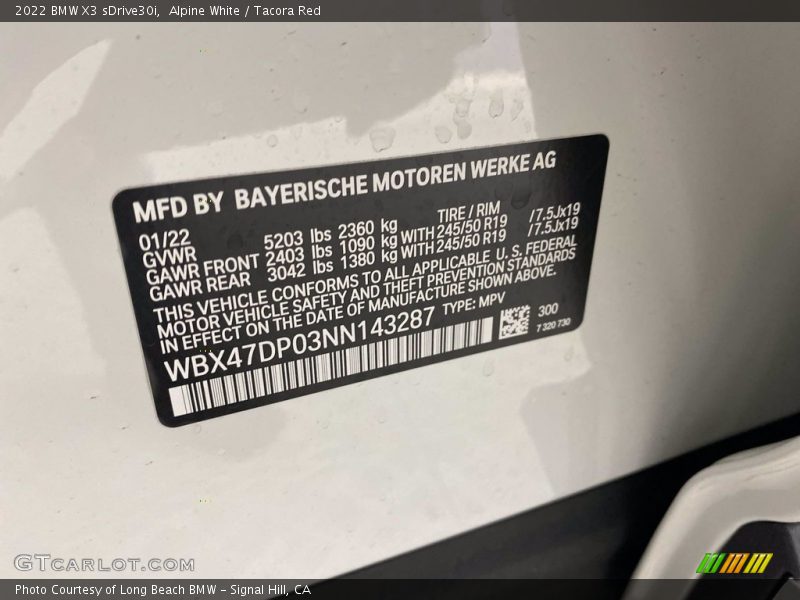 2022 BMW X3 sDrive30i,  Alpine White / Tacora Red
MFD BY BAYERISCHE MOTOREN WERKE AG
01/22 TIRE / RIM
GVWR 5203 lbs 2360 kg
GAWR FRONT 2403 lbs 1090 kg WITH 245/50 R19 /7.5Jx19
GAWR REAR 3042 lbs 1380 kg WITH 245/50 R19 /7.5Jx19
THIS VEHICLE CONFORMS TO ALL APPLICABLE U. S. FEDERAL
MOTOR VEHICLE SAFETY AND THEFT PREVENTION STANDARDS
IN EFFECT ON THE DATE OF MANUFACTURE SHOWN ABOVE.
WBX47DP03NN143287 TYPE: MPV
300
7 320 730
GTCARLOT.COM
Photo Courtesy of Long Beach BMW - Signal Hill, CA